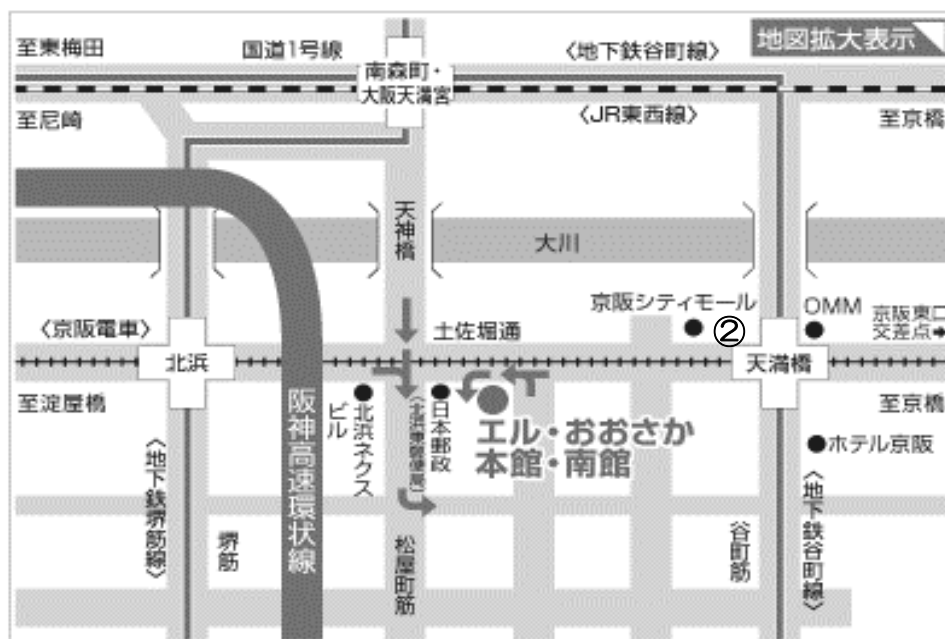 地図拡大表示
至東梅田
国道1号線
〈地下鉄谷町線〉
南森町・
大阪天満宮
至尼崎
〈JR東西線〉
至京橋
天神橋
大川
京阪シティモール
②
OMM
京阪東口
交差点
〈京阪電車〉
土佐堀通
北浜
天満橋
至淀屋橋
至京橋
阪神高速環状線
北浜ネクス
ビル
〈北浜東郵便局〉
日本郵政
エル・おおさか
本館・南館
ホテル京阪
〈地下鉄堺筋線〉
堺筋
松屋町筋
谷町筋
〈地下鉄谷町線〉